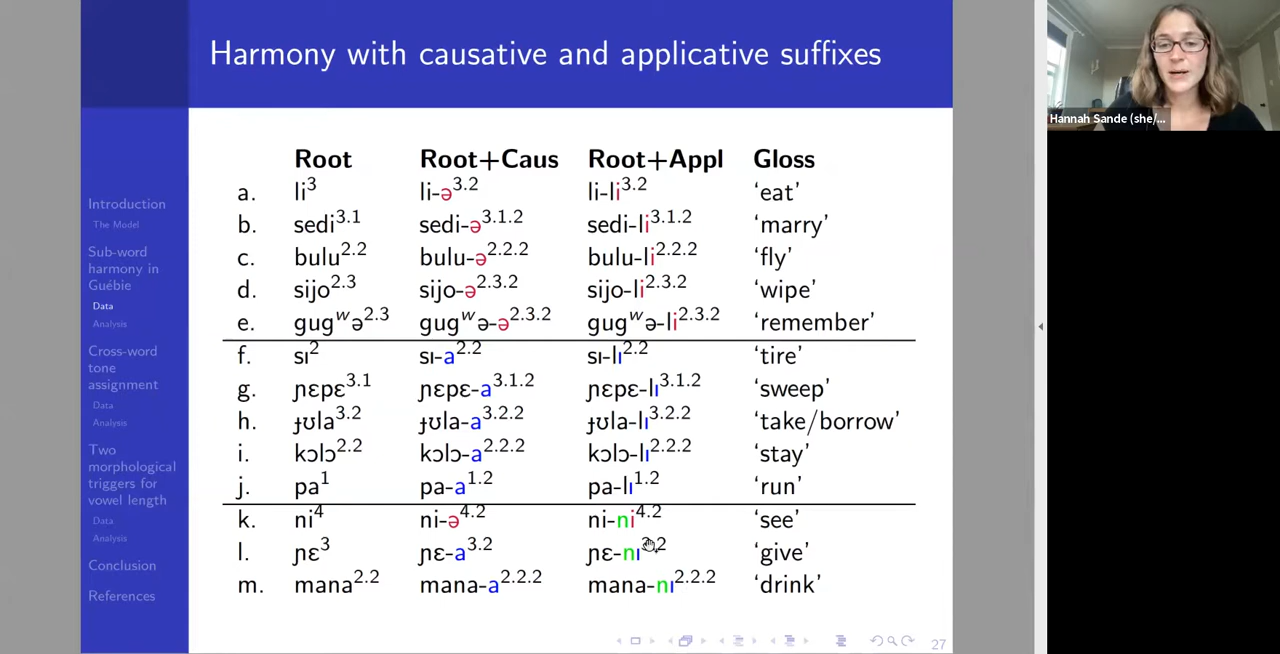 Harmony with causative and applicative suffixes
Hannah Sande (she/...
Introduction
The Model
Sub-word
harmony in
Guébie
Data
Analysis
Cross-word
tone
assignment
Data
Analysis
Two
morphological
triggers for
vowel length
Data
Analysis
Conclusion
References
Root Root+Caus Root+Appl Gloss
a. li³ li-ə³·² li-li³·² ‘eat’
b. sedi³·¹ sedi-ə³·¹·² sedi-li³·¹·² ‘marry’
c. bulu²·² bulu-ə²·²·² bulu-li²·²·² ‘fly’
d. sijo²·³ sijo-ə²·³·² sijo-li²·³·² ‘wipe’
e. gugʷə²·³ gugʷə-ə²·³·² gugʷə-li²·³·² ‘remember’
f. sɪ² sɪ-a²·² sɪ-lɪ²·² ‘tire’
g. ɲɛpɛ³·¹ ɲɛpɛ-a³·¹·² ɲɛpɛ-lɪ³·¹·² ‘sweep’
h. ɟʊla³·² ɟʊla-a³·²·² ɟʊla-lɪ³·²·² ‘take/borrow’
i. kɔlɔ²·² kɔlɔ-a²·²·² kɔlɔ-lɪ²·²·² ‘stay’
j. pa¹ pa-a¹·² pa-lɪ¹·² ‘run’
k. ni⁴ ni-ə⁴·² ni-ni⁴·² ‘see’
l. ɲɛ³ ɲɛ-a³·² ɲɛ-nɪ ² ‘give’
m. mana²·² mana-a²·²·² mana-nɪ²·²·² ‘drink’
27